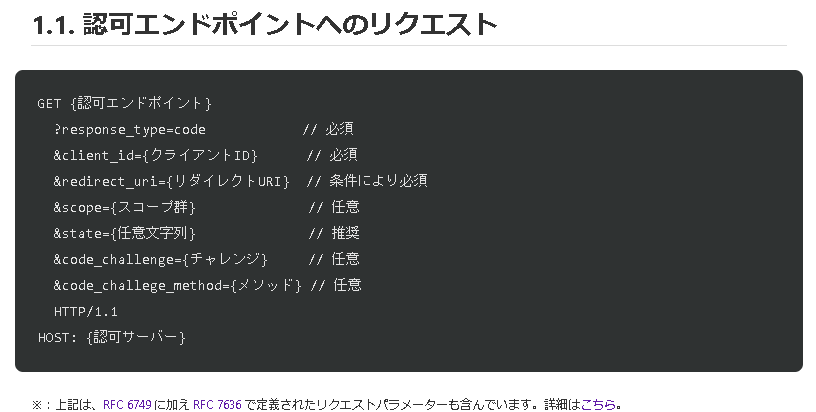 1.1. 認可エンドポイントへのリクエスト
GET {認可エンドポイント}
?response_type=code // 必須
&client_id={クライアントID} // 必須
&redirect_uri={リダイレクトURI} // 条件により必須
&scope={スコープ群} // 任意
&state={任意文字列} // 推奨
&code_challenge={チャレンジ} // 任意
&code_challege_method={メソッド} // 任意
HTTP/1.1
HOST: {認可サーバー}
※：上記は、RFC 6749 に加え RFC 7636 で定義されたリクエストパラメーターも含んでいます。詳細はこちら。